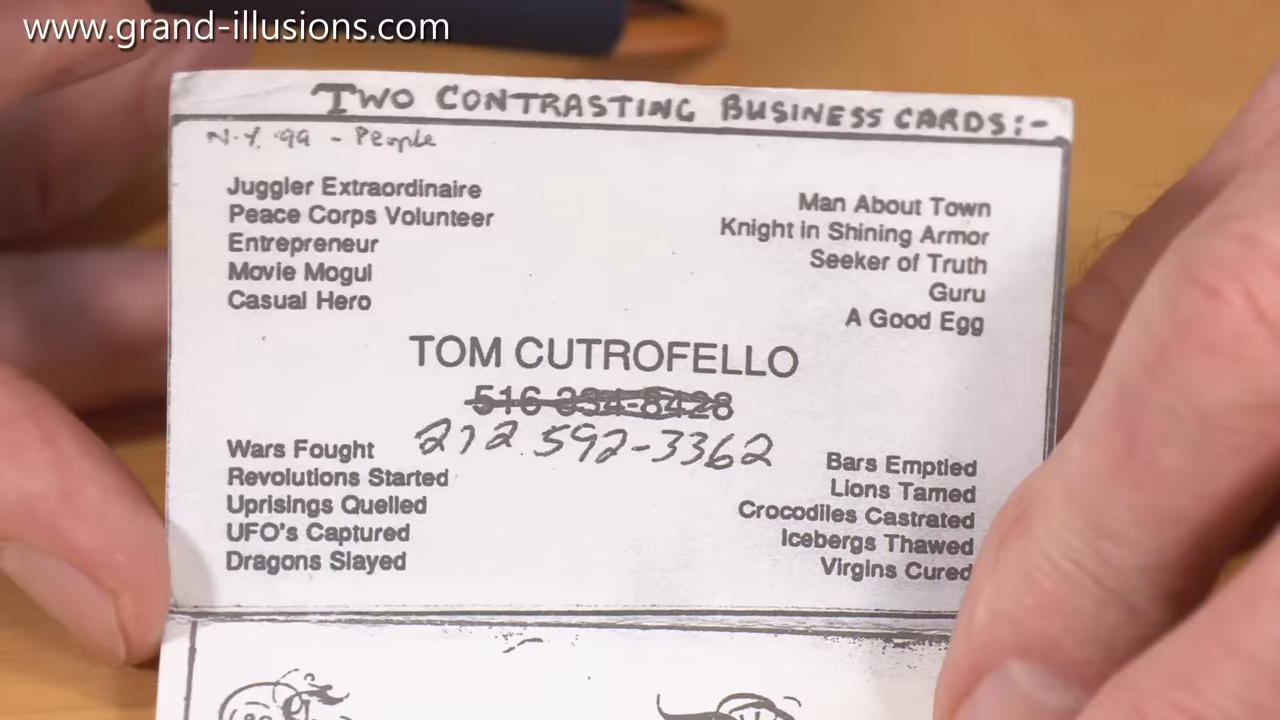 www.grand-illusions.com
TWO CONTRASTING BUSINESS CARDS:-
N.Y. '99 - People
Juggler Extraordinaire
Peace Corps Volunteer
Entrepreneur
Movie Mogul
Casual Hero
Man About Town
Knight in Shining Armor
Seeker of Truth
Guru
A Good Egg
TOM CUTROFELLO
516-334-8428
212.592-3362
Wars Fought
Revolutions Started
Uprisings Quelled
UFO's Captured
Dragons Slayed
Bars Emptied
Lions Tamed
Crocodiles Castrated
Icebergs Thawed
Virgins Cured